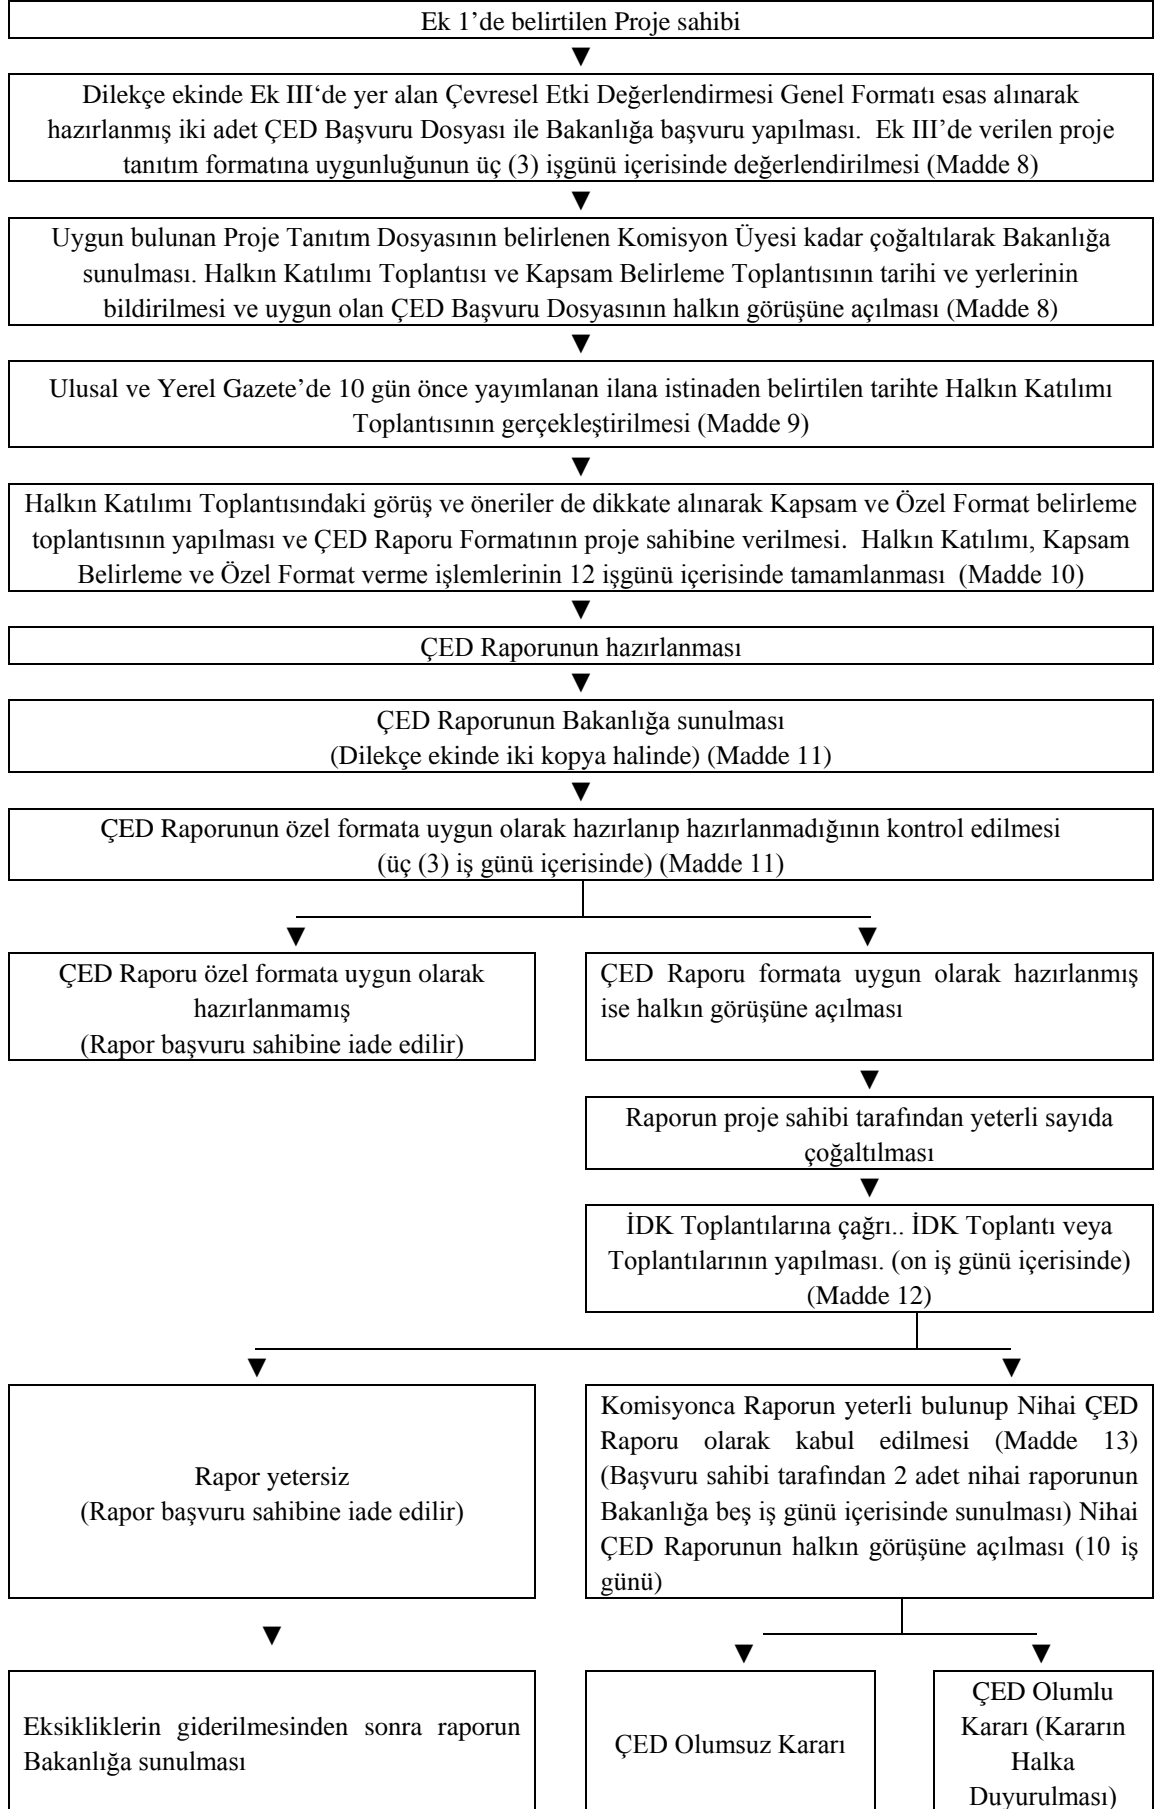 Ek 1’de belirtilen Proje sahibi
Dilekçe ekinde Ek III‘de yer alan Çevresel Etki Değerlendirmesi Genel Formatı esas alınarak
hazırlanmış iki adet ÇED Başvuru Dosyası ile Bakanlığa başvuru yapılması. Ek III’de verilen proje
tanıtım formatına uygunluğunun üç (3) işgünü içerisinde değerlendirilmesi (Madde 8)
Uygun bulunan Proje Tanıtım Dosyasının belirlenen Komisyon Üyesi kadar çoğaltılarak Bakanlığa
sunulması. Halkın Katılımı Toplantısı ve Kapsam Belirleme Toplantısının tarihi ve yerlerinin
bildirilmesi ve uygun olan ÇED Başvuru Dosyasının halkın görüşüne açılması (Madde 8)
Ulusal ve Yerel Gazete’de 10 gün önce yayımlanan ilana istinaden belirtilen tarihte Halkın Katılımı
Toplantısının gerçekleştirilmesi (Madde 9)
Halkın Katılımı Toplantısındaki görüş ve öneriler de dikkate alınarak Kapsam ve Özel Format belirleme
toplantısının yapılması ve ÇED Raporu Formatının proje sahibine verilmesi. Halkın Katılımı, Kapsam
Belirleme ve Özel Format verme işlemlerinin 12 işgünü içerisinde tamamlanması (Madde 10)
ÇED Raporunun hazırlanması
ÇED Raporunun Bakanlığa sunulması
(Dilekçe ekinde iki kopya halinde) (Madde 11)
ÇED Raporunun özel formata uygun olarak hazırlanıp hazırlanmadığının kontrol edilmesi
(üç (3) iş günü içerisinde) (Madde 11)
ÇED Raporu özel formata uygun olarak
hazırlanmamış
(Rapor başvuru sahibine iade edilir)
ÇED Raporu formata uygun olarak hazırlanmış
ise halkın görüşüne açılması
Raporun proje sahibi tarafından yeterli sayıda
çoğaltılması
İDK Toplantılarına çağrı.. İDK Toplantı veya
Toplantılarının yapılması. (on iş günü içerisinde)
(Madde 12)
Rapor yetersiz
(Rapor başvuru sahibine iade edilir)
Komisyonca Raporun yeterli bulunup Nihai ÇED
Raporu olarak kabul edilmesi (Madde 13)
(Başvuru sahibi tarafından 2 adet nihai raporunun
Bakanlığa beş iş günü içerisinde sunulması) Nihai
ÇED Raporunun halkın görüşüne açılması (10 iş
günü)
Eksikliklerin giderilmesinden sonra raporun
Bakanlığa sunulması
ÇED Olumsuz Kararı
ÇED Olumlu
Kararı (Kararın
Halka
Duyurulması)